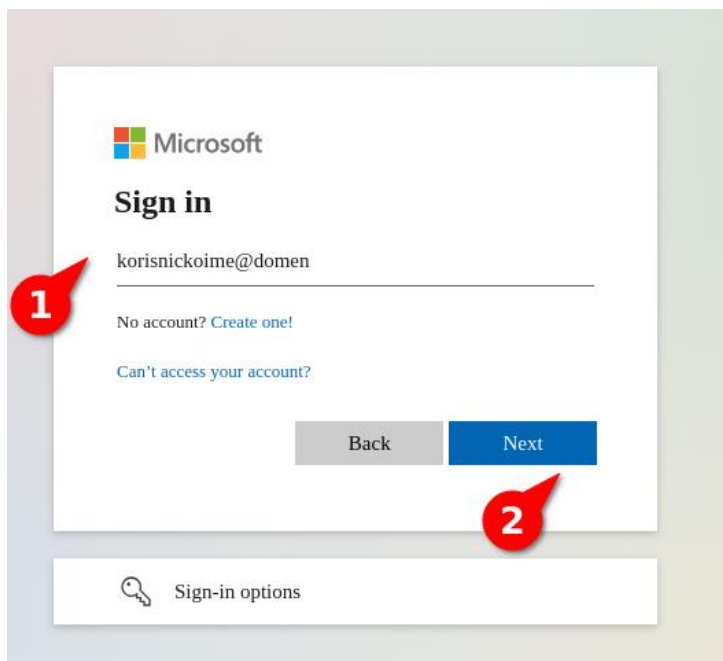 Microsoft
Sign in
korisnickoime@domen
1
No account? Create one!
Can’t access your account?
Back Next
2
Sign-in options